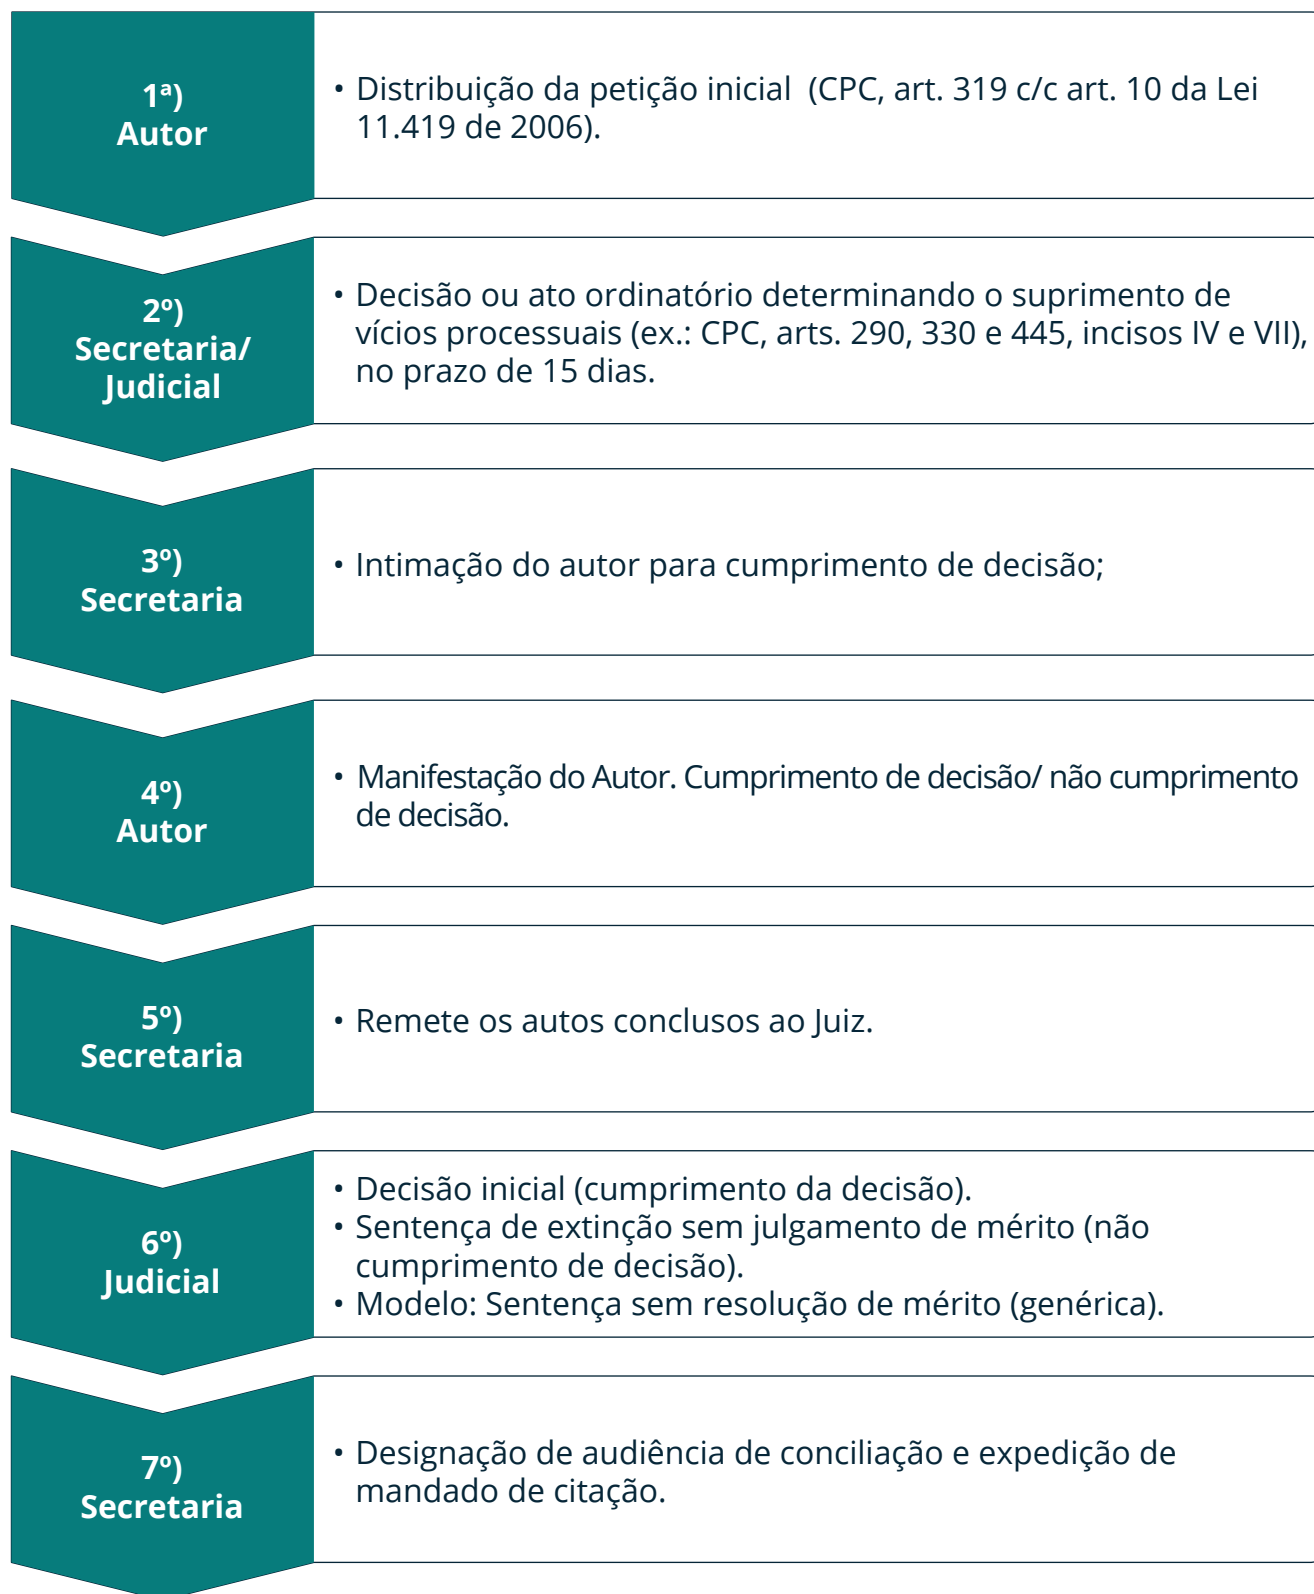 1ª)
Autor
• Distribuição da petição inicial (CPC, art. 319 c/c art. 10 da Lei
11.419 de 2006).
2º)
Secretaria/
Judicial
• Decisão ou ato ordinatório determinando o suprimento de
vícios processuais (ex.: CPC, arts. 290, 330 e 445, incisos IV e VII),
no prazo de 15 dias.
3º)
Secretaria
• Intimação do autor para cumprimento de decisão;
4º)
Autor
• Manifestação do Autor. Cumprimento de decisão/ não cumprimento
de decisão.
5º)
Secretaria
• Remete os autos conclusos ao Juiz.
6º)
Judicial
• Decisão inicial (cumprimento da decisão).
• Sentença de extinção sem julgamento de mérito (não
cumprimento de decisão).
• Modelo: Sentença sem resolução de mérito (genérica).
7º)
Secretaria
• Designação de audiência de conciliação e expedição de
mandado de citação.